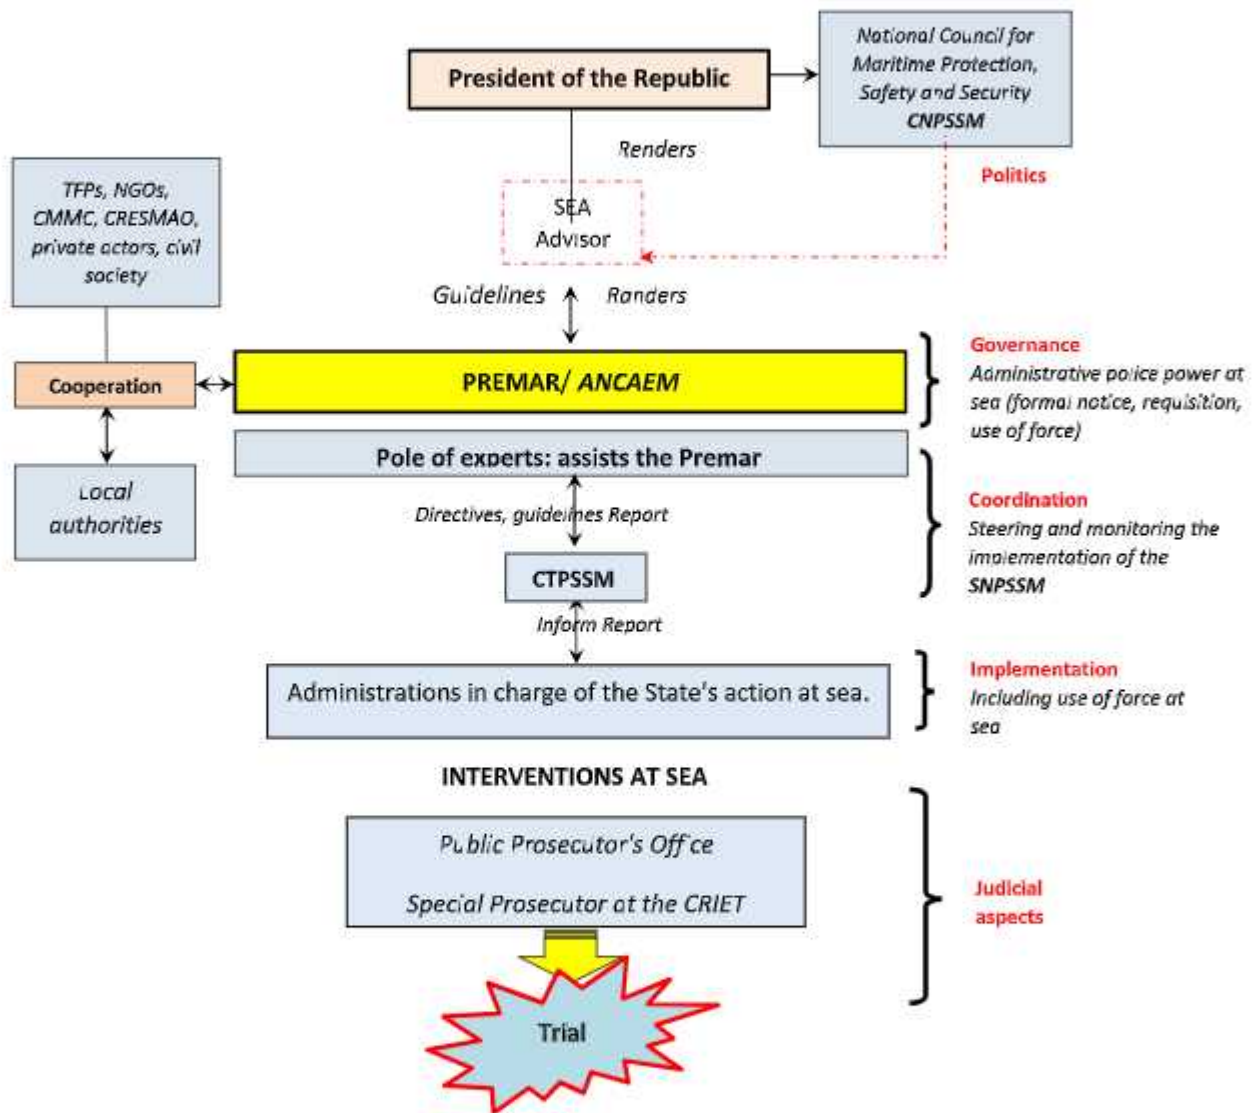 President of the Republic
National Council for
Maritime Protection,
Safety and Security
CNPSSM
Renders
Politics
SEA
Advisor
TFPs, NGOs,
CMMC, CRESMAO,
private actors, civil
society
Guidelines Randers
Cooperation
PREMAR/ ANCAEM
Governance
Administrative police power at
sea (formal notice, requisition,
use of force)
Pole of experts: assists the Premar
Local
authorities
Directives, guidelines Report
Coordination
Steering and monitoring the
implementation of the
SNPSSM
CTPSSM
Inform Report
Administrations in charge of the State's action at sea.
Implementation
Including use of force at
sea
INTERVENTIONS AT SEA
Public Prosecutor's Office
Special Prosecutor at the CRIET
Judicial
aspects
Trial